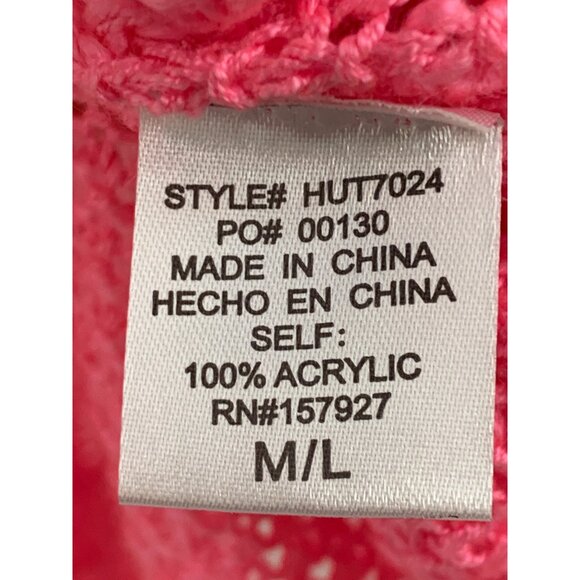 STYLE# HUT7024
PO# 00130
MADE IN CHINA
HECHO EN CHINA
SELF:
100% ACRYLIC
RN#157927
M/L